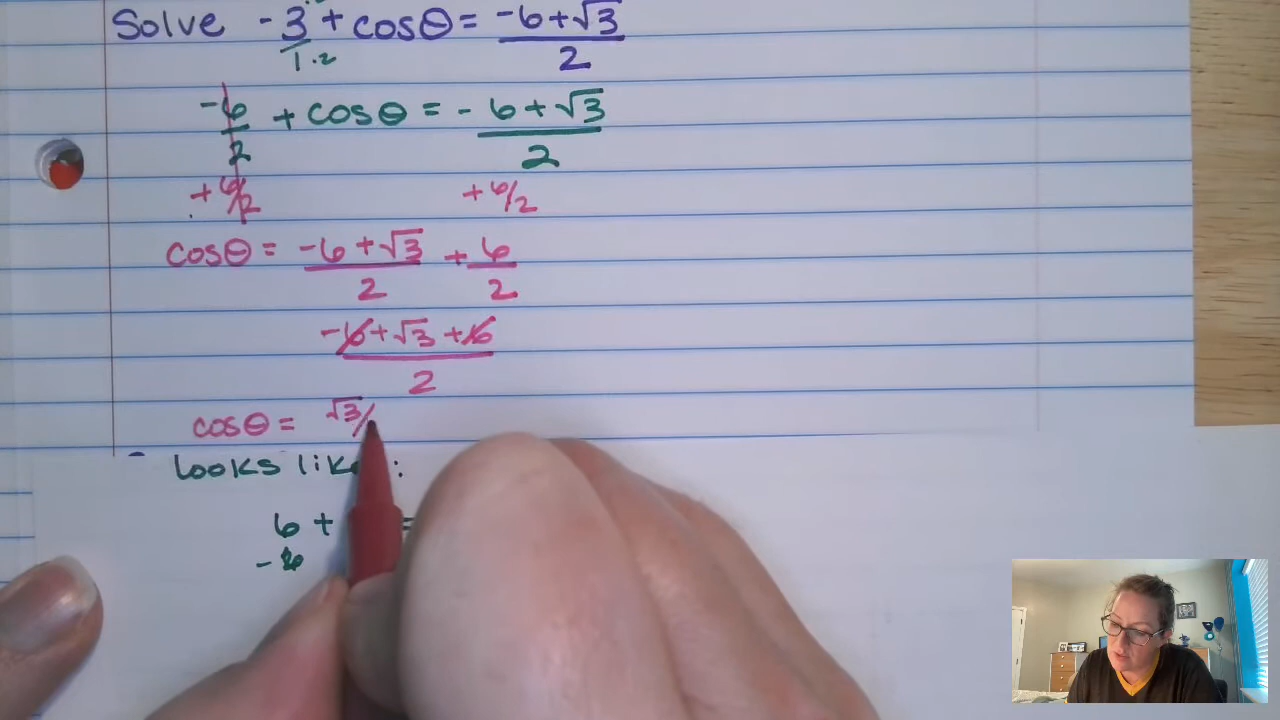 Solve -3/1·2 + cosθ = (-6+√3)/2
-6/2 + cosθ = (-6+√3)/2
+6/2 +6/2
cosθ = (-6+√3)/2 + 6/2
(-6+√3+6)/2
cosθ = √3/
looks like :
6 + =
-6